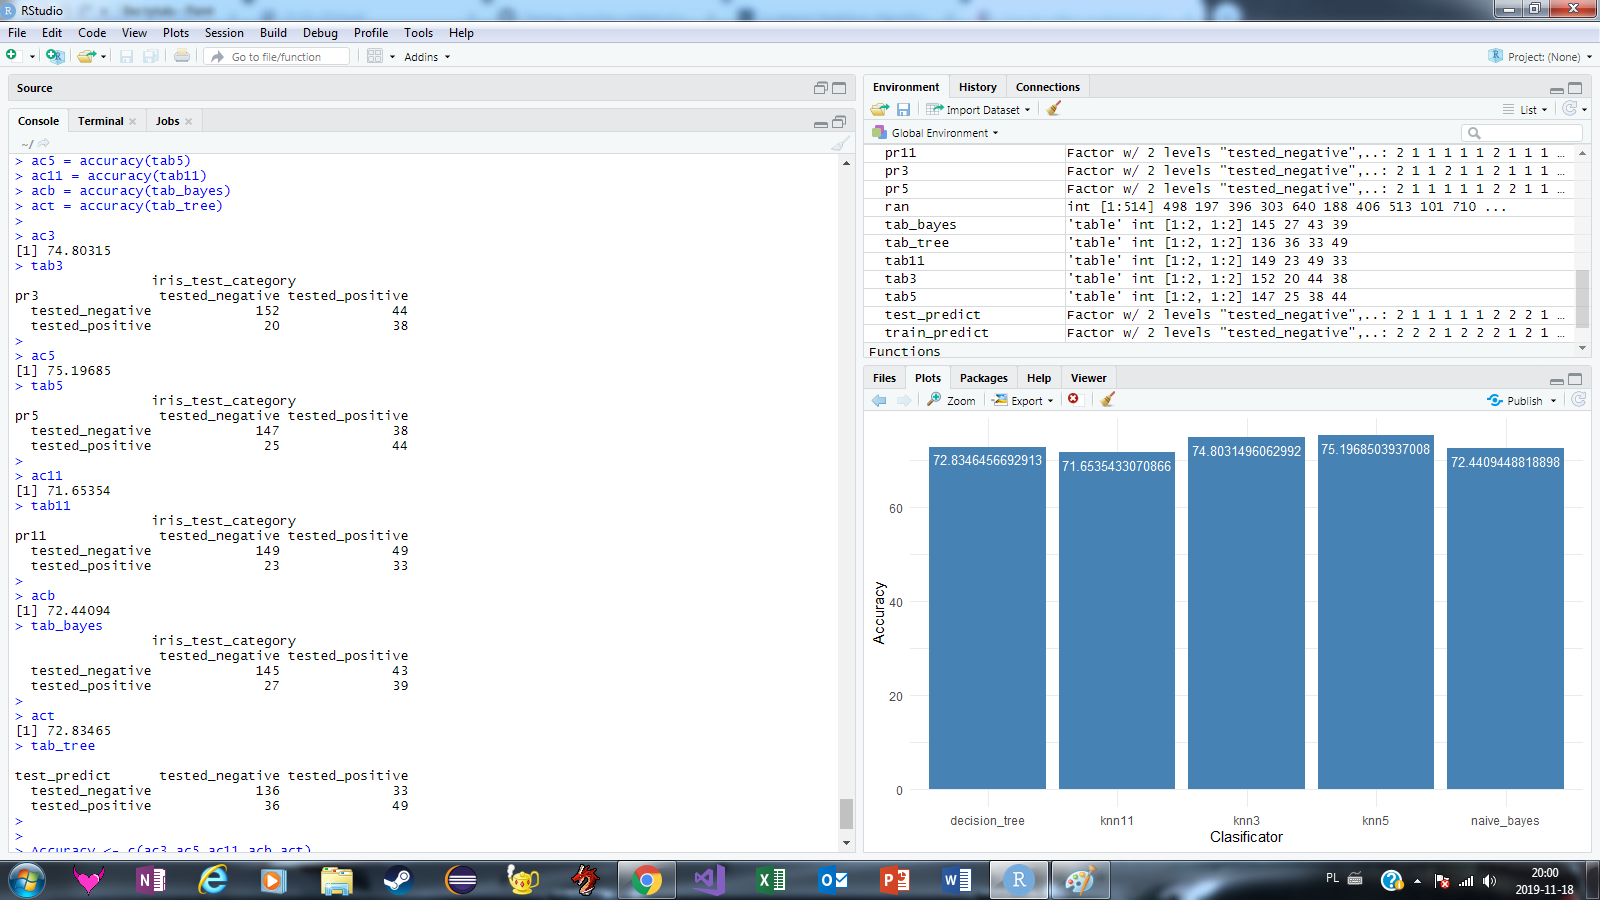 RStudio
File Edit Code View Plots Session Build Debug Profile Tools Help
Go to file/function Addins Project: (None)
Source
Console Terminal Jobs
~/
> ac5 = accuracy(tab5)
> ac11 = accuracy(tab11)
> acb = accuracy(tab_bayes)
> act = accuracy(tab_tree)
>
> ac3
[1] 74.80315
> tab3
iris_test_category
pr3 tested_negative tested_positive
tested_negative 152 44
tested_positive 20 38
>
> ac5
[1] 75.19685
> tab5
iris_test_category
pr5 tested_negative tested_positive
tested_negative 147 38
tested_positive 25 44
>
> ac11
[1] 71.65354
> tab11
iris_test_category
pr11 tested_negative tested_positive
tested_negative 149 49
tested_positive 23 33
>
> acb
[1] 72.44094
> tab_bayes
iris_test_category
tested_negative tested_positive
tested_negative 145 43
tested_positive 27 39
>
> act
[1] 72.83465
> tab_tree
test_predict tested_negative tested_positive
tested_negative 136 33
tested_positive 36 49
>
>
> Accuracy <- c(ac3,ac5,ac11,acb,act)
Environment History Connections
Import Dataset List
Global Environment
pr11 Factor w/ 2 levels "tested_negative",..: 2 1 1 1 1 1 2 1 1 1 ...
pr3 Factor w/ 2 levels "tested_negative",..: 2 1 1 2 1 1 2 1 1 1 ...
pr5 Factor w/ 2 levels "tested_negative",..: 2 1 1 1 1 1 2 2 1 1 ...
ran int [1:514] 498 197 396 303 640 188 406 513 101 710 ...
tab_bayes 'table' int [1:2, 1:2] 145 27 43 39
tab_tree 'table' int [1:2, 1:2] 136 36 33 49
tab11 'table' int [1:2, 1:2] 149 23 49 33
tab3 'table' int [1:2, 1:2] 152 20 44 38
tab5 'table' int [1:2, 1:2] 147 25 38 44
test_predict Factor w/ 2 levels "tested_negative",..: 2 1 1 1 1 1 2 2 2 1 ...
train_predict Factor w/ 2 levels "tested_negative",..: 2 2 2 1 2 2 2 1 2 1 ...
Functions
Files Plots Packages Help Viewer
Zoom Export Publish
72.8346456692913 71.6535433070866 74.8031496062992 75.1968503937008 72.4409448818898
60
40
20
0
Accuracy
decision_tree knn11 knn3 knn5 naive_bayes
Clasificator
PL
20:00
2019-11-18